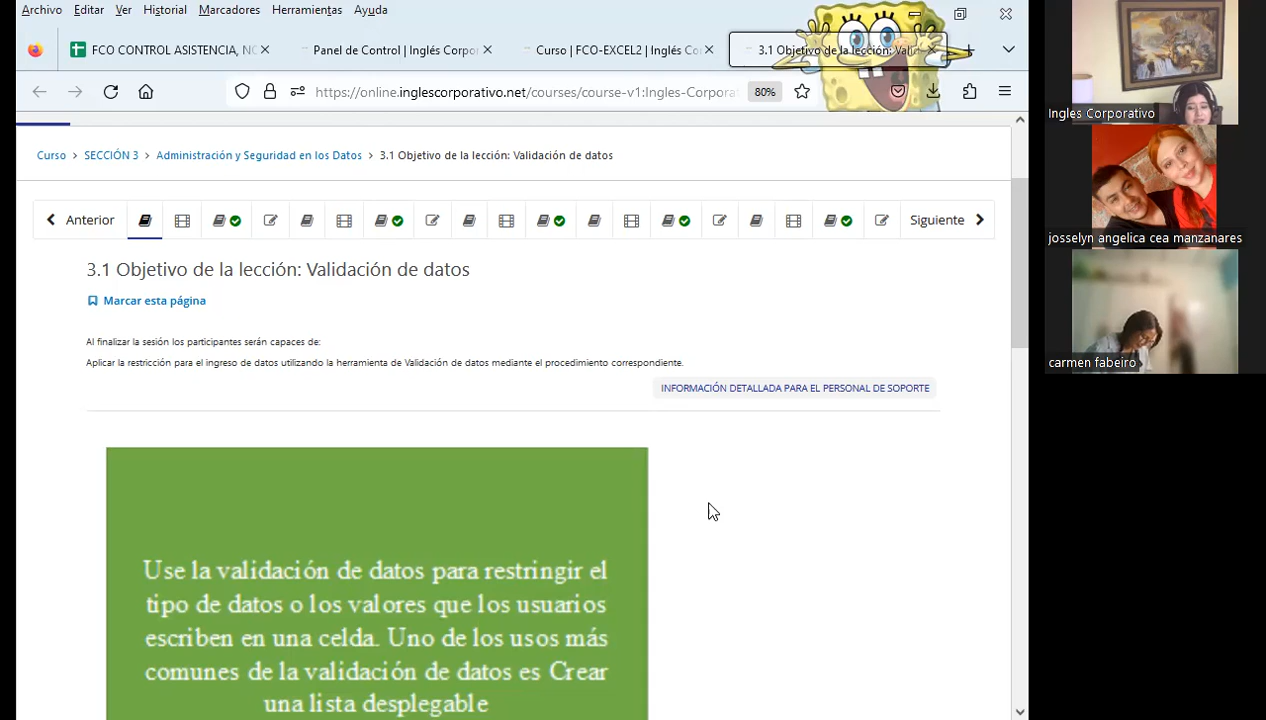 Archivo Editar Ver Historial Marcadores Herramientas Ayuda
FCO CONTROL ASISTENCIA, NO
Panel de Control | Inglés Corpor
Curso | FCO-EXCEL2 | Inglés Co
3.1 Objetivo de la lección: Valid
https://online.inglescorporativo.net/courses/course-v1:Ingles-Corpora
80%
Curso > SECCIÓN 3 > Administración y Seguridad en los Datos > 3.1 Objetivo de la lección: Validación de datos
Anterior
Siguiente
3.1 Objetivo de la lección: Validación de datos
Marcar esta página
Al finalizar la sesión los participantes serán capaces de:
Aplicar la restricción para el ingreso de datos utilizando la herramienta de Validación de datos mediante el procedimiento correspondiente.
INFORMACIÓN DETALLADA PARA EL PERSONAL DE SOPORTE
Use la validación de datos para restringir el
tipo de datos o los valores que los usuarios
escriben en una celda. Uno de los usos más
comunes de la validación de datos es Crear
una lista desplegable
Ingles Corporativo
josselyn angelica cea manzanares
carmen fabeiro